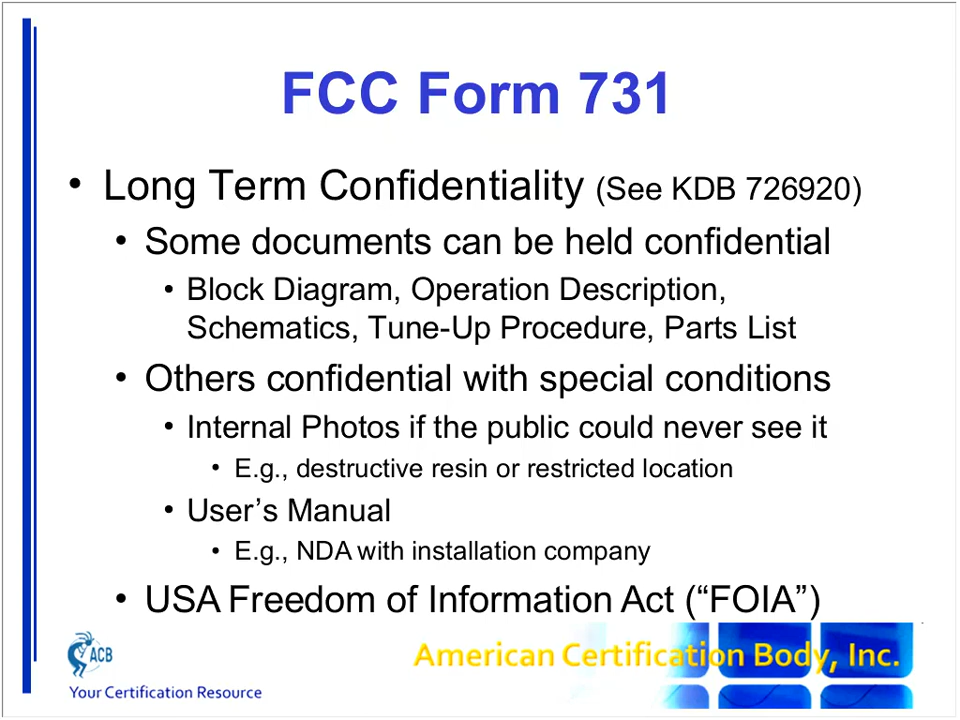 FCC Form 731
• Long Term Confidentiality (See KDB 726920)
• Some documents can be held confidential
• Block Diagram, Operation Description,
Schematics, Tune-Up Procedure, Parts List
• Others confidential with special conditions
• Internal Photos if the public could never see it
• E.g., destructive resin or restricted location
• User’s Manual
• E.g., NDA with installation company
• USA Freedom of Information Act (“FOIA”)
ACB
American Certification Body, Inc.
Your Certification Resource